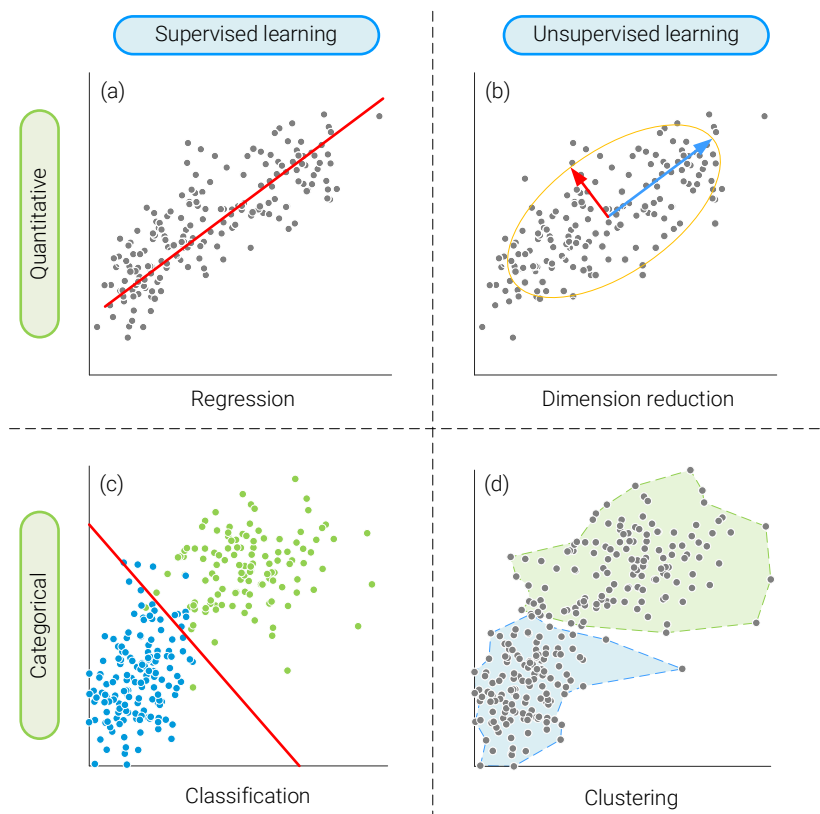 Supervised learning
Unsupervised learning
Quantitative
(a)
(b)
Regression
Dimension reduction
Categorical
(c)
(d)
Classification
Clustering